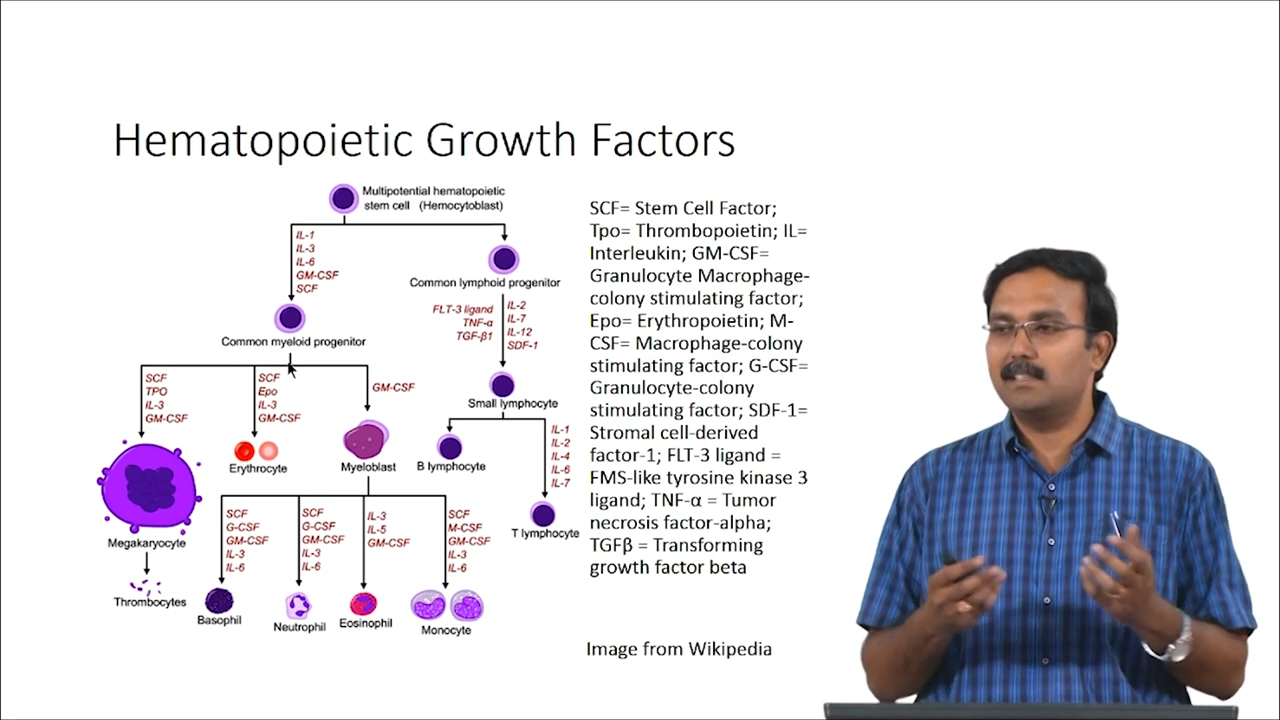 Hematopoietic Growth Factors
Multipotential hematopoietic
stem cell (Hemocytoblast)
IL-1
IL-3
IL-6
GM-CSF
SCF
Common myeloid progenitor
Common lymphoid progenitor
FLT-3 ligand
TNF-α
TGF-β1
IL-2
IL-7
IL-12
SDF-1
Small lymphocyte
SCF
TPO
IL-3
GM-CSF
SCF
Epo
IL-3
GM-CSF
GM-CSF
Megakaryocyte
Thrombocytes
Erythrocyte
Myeloblast
B lymphocyte
IL-1
IL-2
IL-4
IL-6
IL-7
T lymphocyte
SCF
G-CSF
GM-CSF
IL-3
IL-6
SCF
G-CSF
GM-CSF
IL-3
IL-6
IL-3
IL-5
GM-CSF
SCF
M-CSF
GM-CSF
IL-3
IL-6
Basophil
Neutrophil
Eosinophil
Monocyte
SCF= Stem Cell Factor;
Tpo= Thrombopoietin; IL=
Interleukin; GM-CSF=
Granulocyte Macrophage-
colony stimulating factor;
Epo= Erythropoietin; M-
CSF= Macrophage-colony
stimulating factor; G-CSF=
Granulocyte-colony
stimulating factor; SDF-1=
Stromal cell-derived
factor-1; FLT-3 ligand =
FMS-like tyrosine kinase 3
ligand; TNF-α = Tumor
necrosis factor-alpha;
TGFβ = Transforming
growth factor beta
Image from Wikipedia